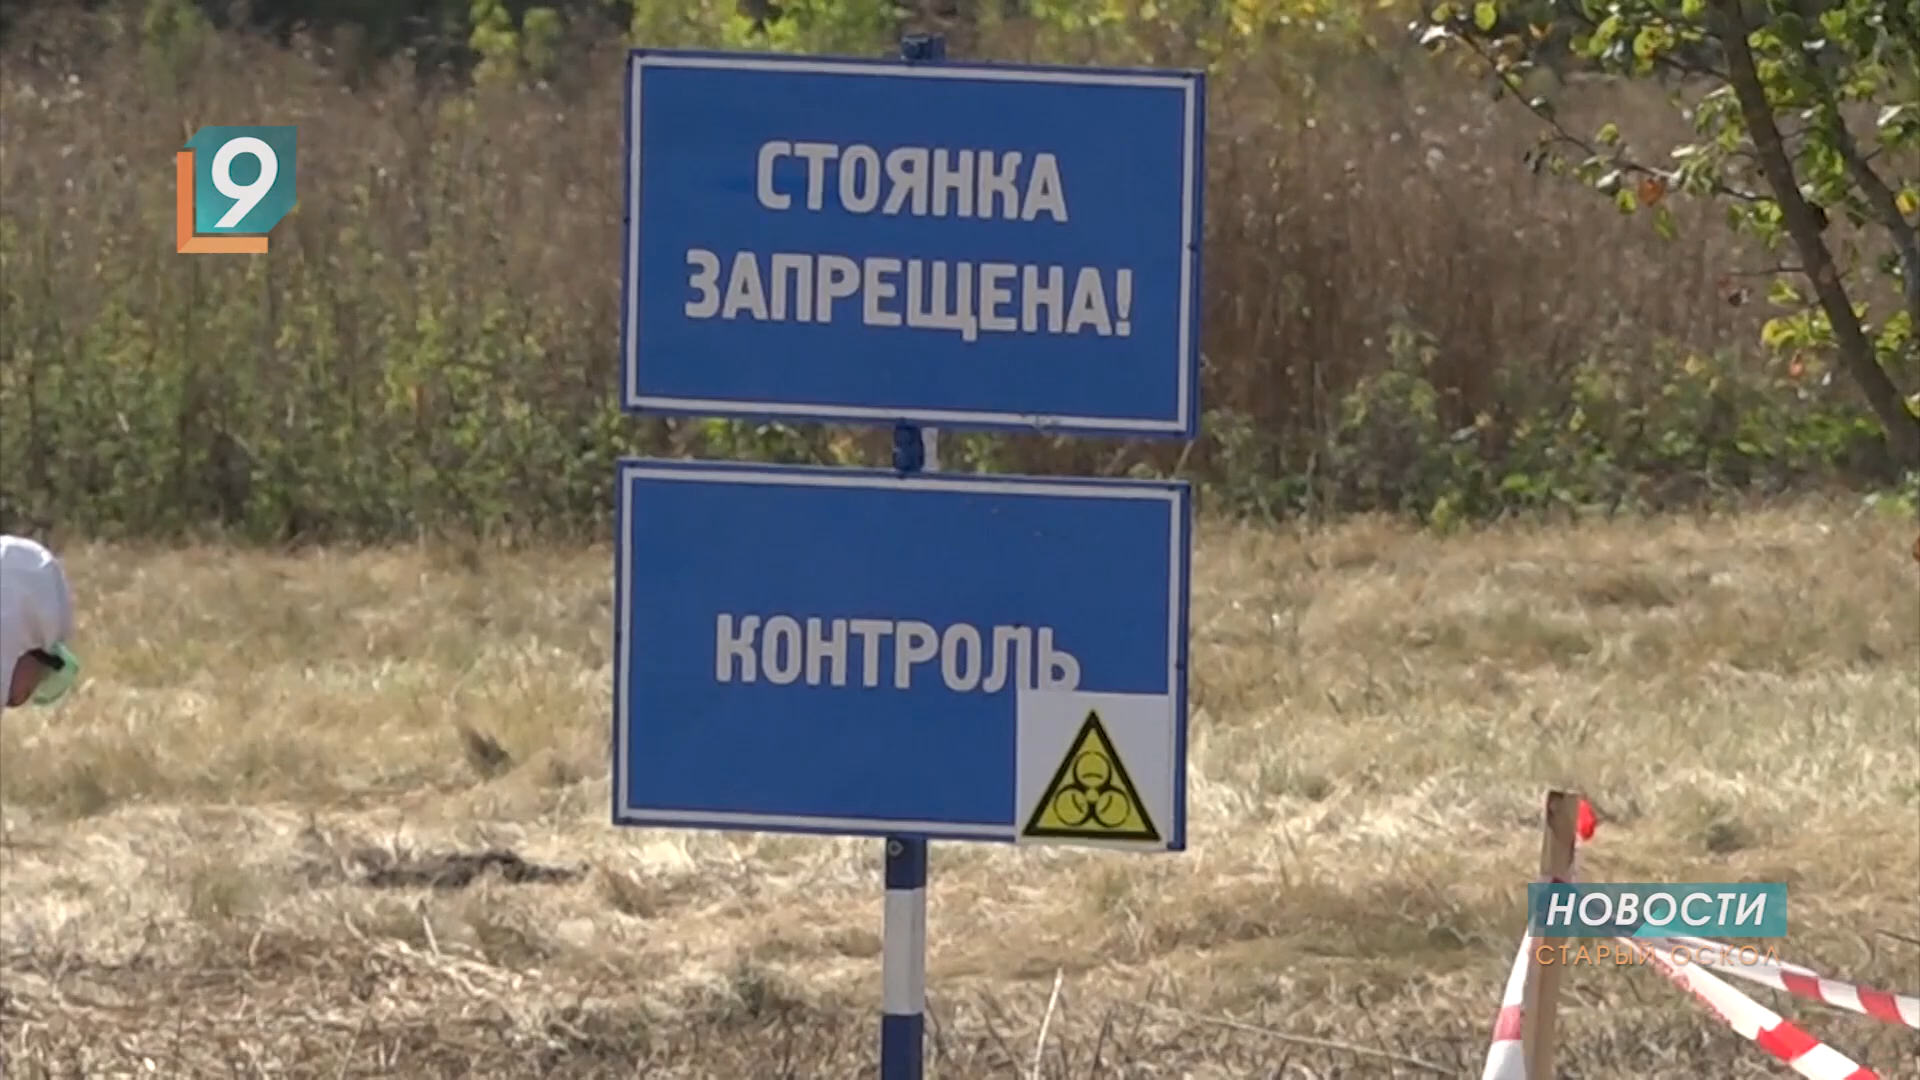 9
СТОЯНКА
ЗАПРЕЩЕНА!
КОНТРОЛЬ
НОВОСТИ
СТАРЫЙ ОСКОЛ